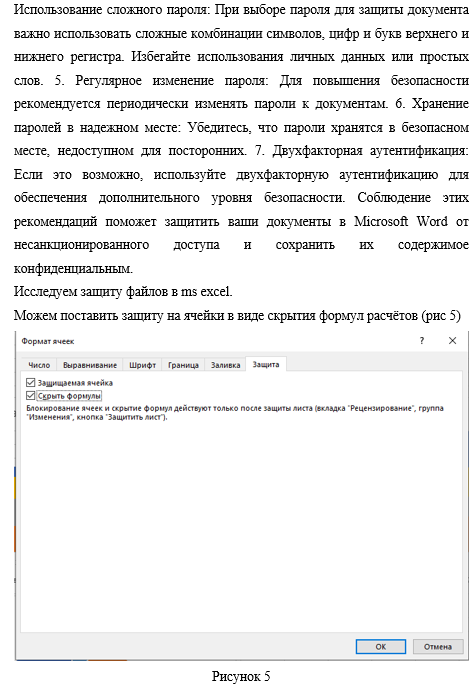 Использование сложного пароля: При выборе пароля для защиты документа
важно использовать сложные комбинации символов, цифр и букв верхнего и
нижнего регистра. Избегайте использования личных данных или простых
слов. 5. Регулярное изменение пароля: Для повышения безопасности
рекомендуется периодически изменять пароли к документам. 6. Хранение
паролей в надежном месте: Убедитесь, что пароли хранятся в безопасном
месте, недоступном для посторонних. 7. Двухфакторная аутентификация:
Если это возможно, используйте двухфакторную аутентификацию для
обеспечения дополнительного уровня безопасности. Соблюдение этих
рекомендаций поможет защитить ваши документы в Microsoft Word от
несанкционированного доступа и сохранить их содержимое
конфиденциальным.
Исследуем защиту файлов в ms excel.
Можем поставить защиту на ячейки в виде скрытия формул расчётов (рис 5)
Формат ячеек ? ×
Число Выравнивание Шрифт Граница Заливка Защита
Защищаемая ячейка
Скрыть формулы
Блокирование ячеек и скрытие формул действуют только после защиты листа (вкладка "Рецензирование", группа
"Изменения", кнопка "Защитить лист").
ОК Отмена
Рисунок 5